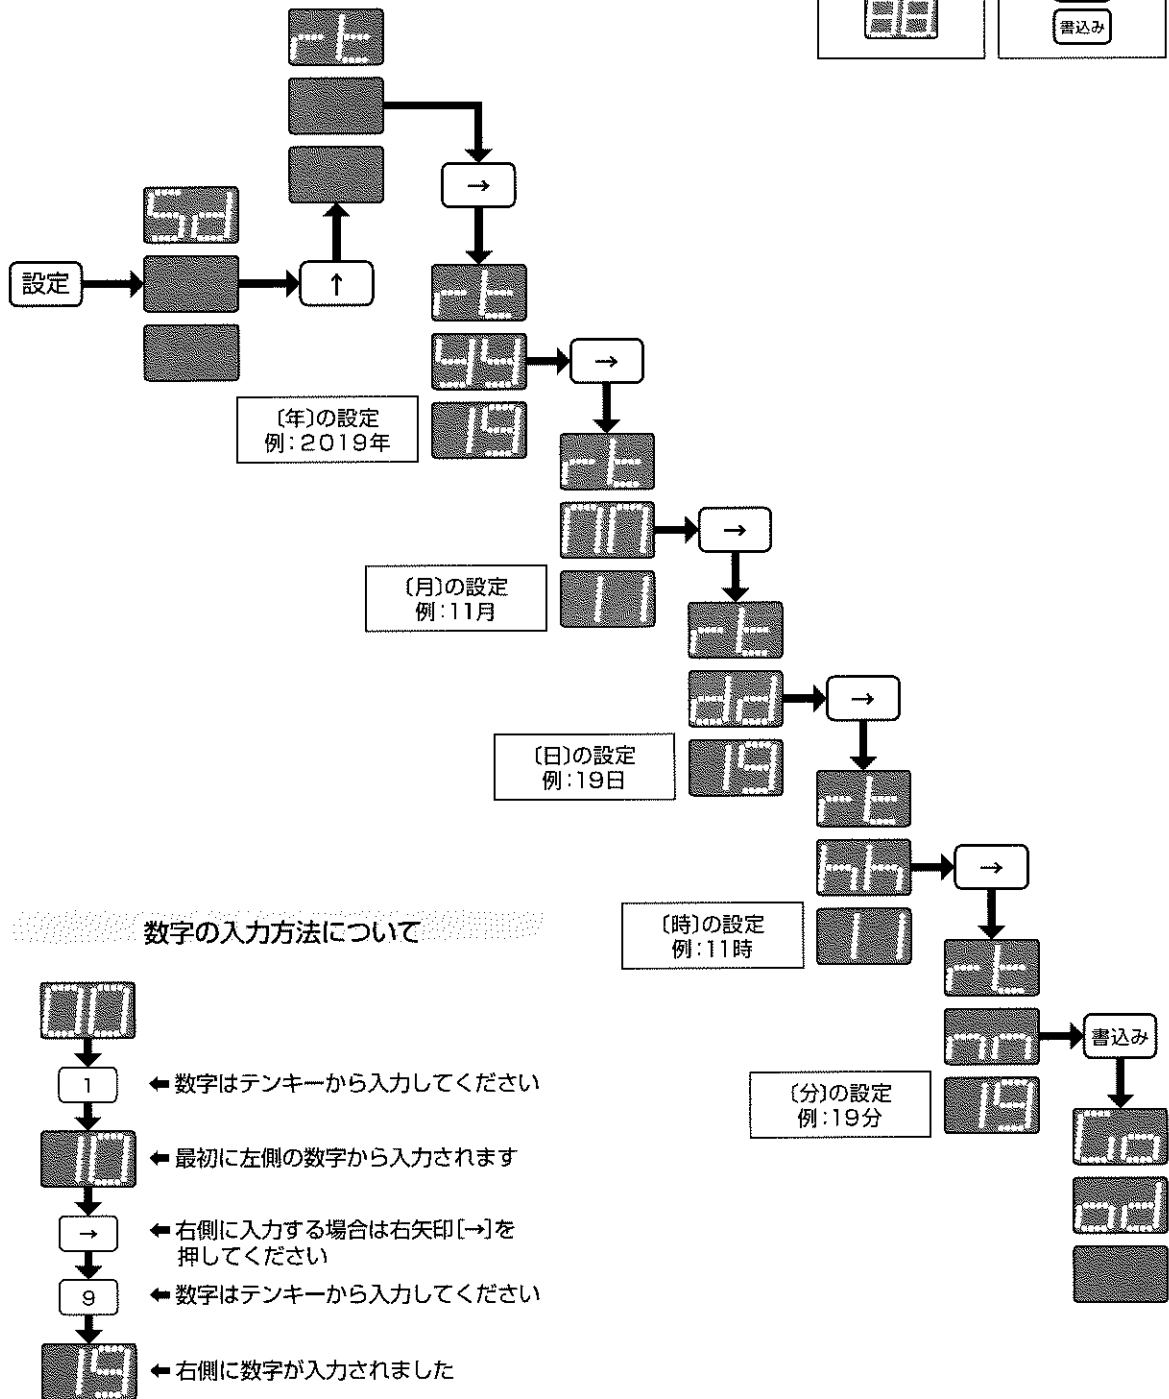 rt
書込み
→
5d
設定
↑
rt
yy
19
→
〔年〕の設定
例：2019年
rt
11
→
〔月〕の設定
例：11月
rt
dd
19
→
〔日〕の設定
例：19日
rt
hh
11
→
〔時〕の設定
例：11時
rt
19
書込み
〔分〕の設定
例：19分
数字の入力方法について
00
1
⬅数字はテンキーから入力してください
10
⬅最初に左側の数字から入力されます
→
⬅右側に入力する場合は右矢印[→]を
押してください
9
⬅数字はテンキーから入力してください
19
⬅右側に数字が入力されました